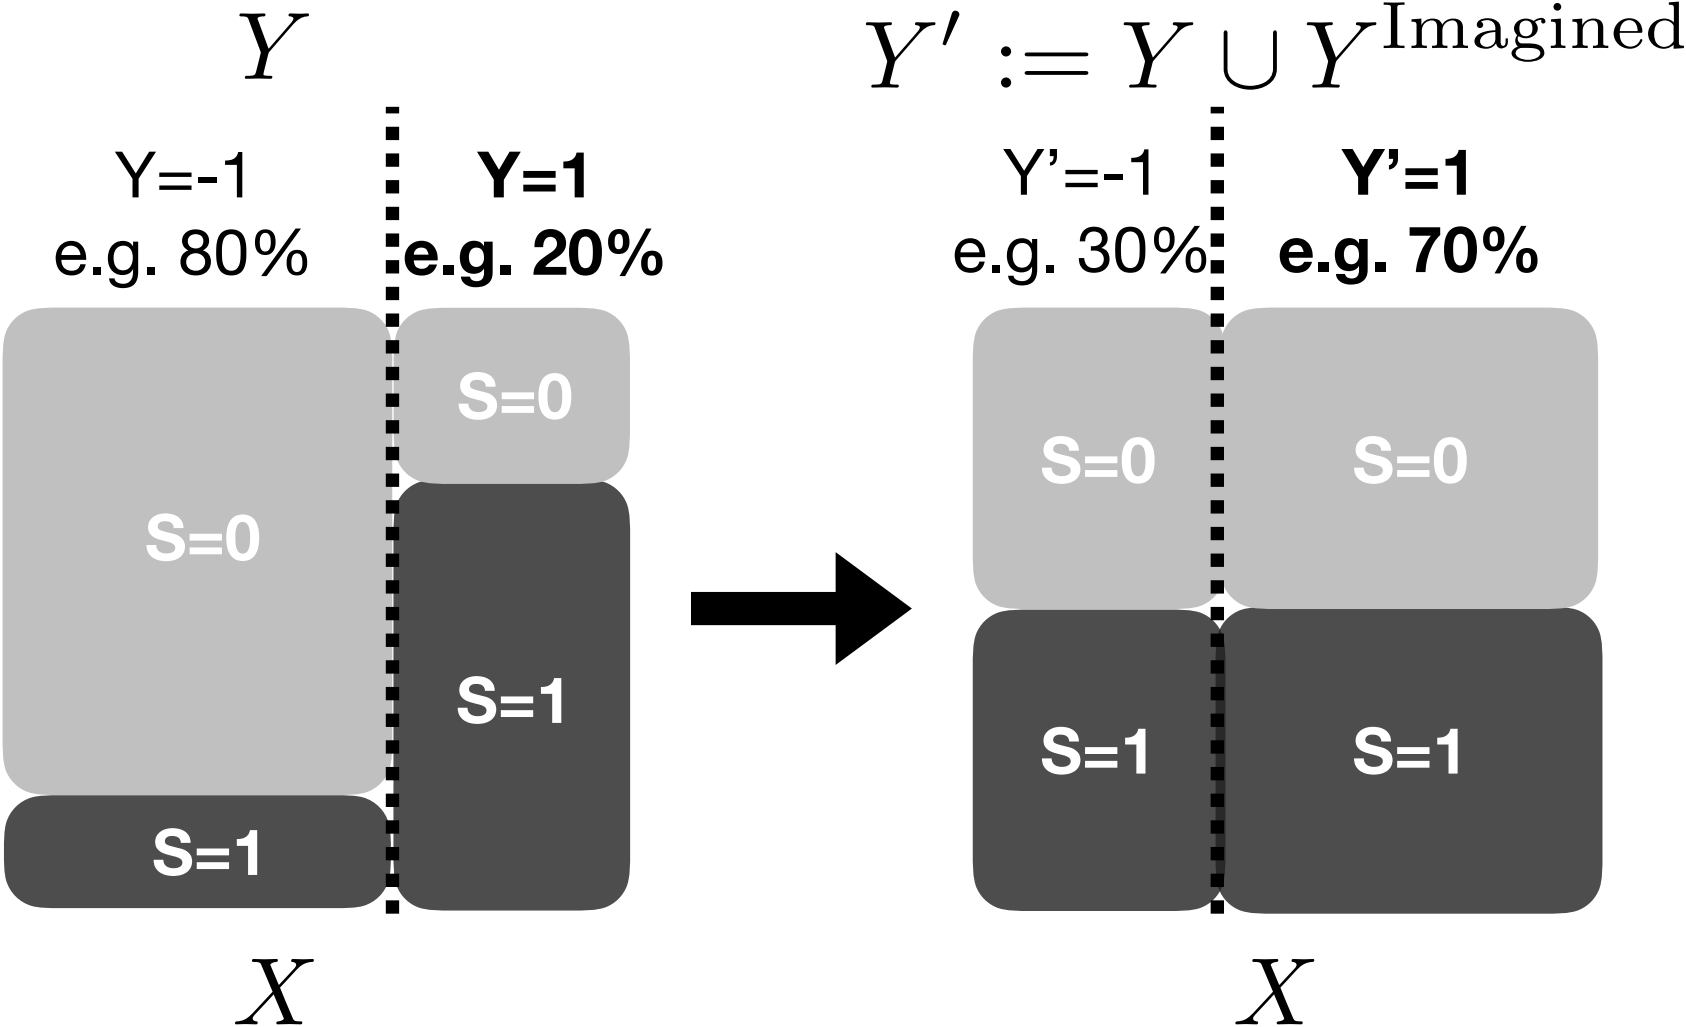 Y
Y=-1
e.g. 80%
Y=1
e.g. 20%
S=0
S=0
S=1
S=1
X
Y′ := Y ∪ Y^Imagined
Y’=-1
e.g. 30%
Y’=1
e.g. 70%
S=0
S=0
S=1
S=1
X